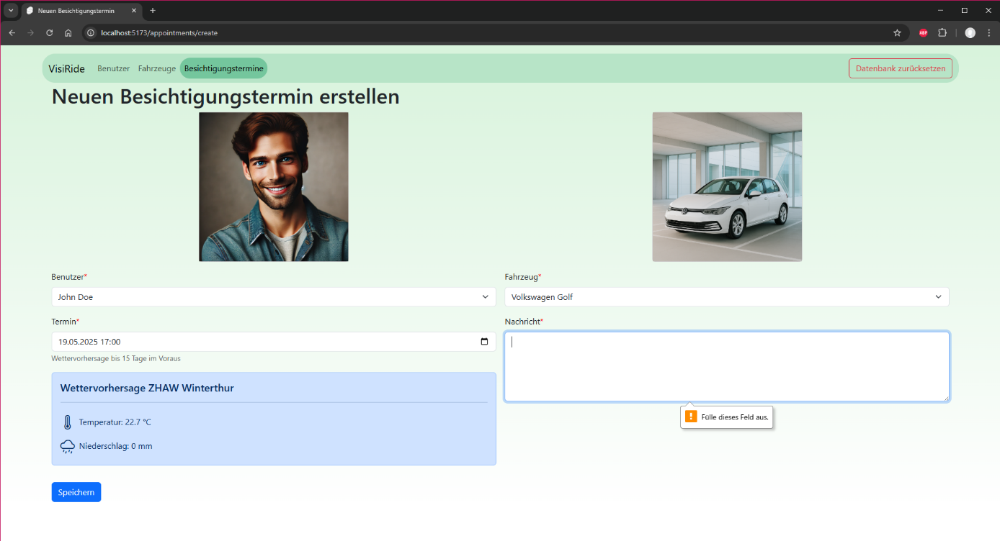 Neuen Besichtigungstermin
localhost:5173/appointments/create
ABP
VisiRide Benutzer Fahrzeuge Besichtigungstermine Datenbank zurücksetzen
Neuen Besichtigungstermin erstellen
Benutzer* Fahrzeug*
John Doe Volkswagen Golf
Termin* Nachricht*
19.05.2025 17:00
Wettervorhersage bis 15 Tage im Voraus
Wettervorhersage ZHAW Winterthur
Fülle dieses Feld aus.
Temperatur: 22.7 °C
Niederschlag: 0 mm
Speichern